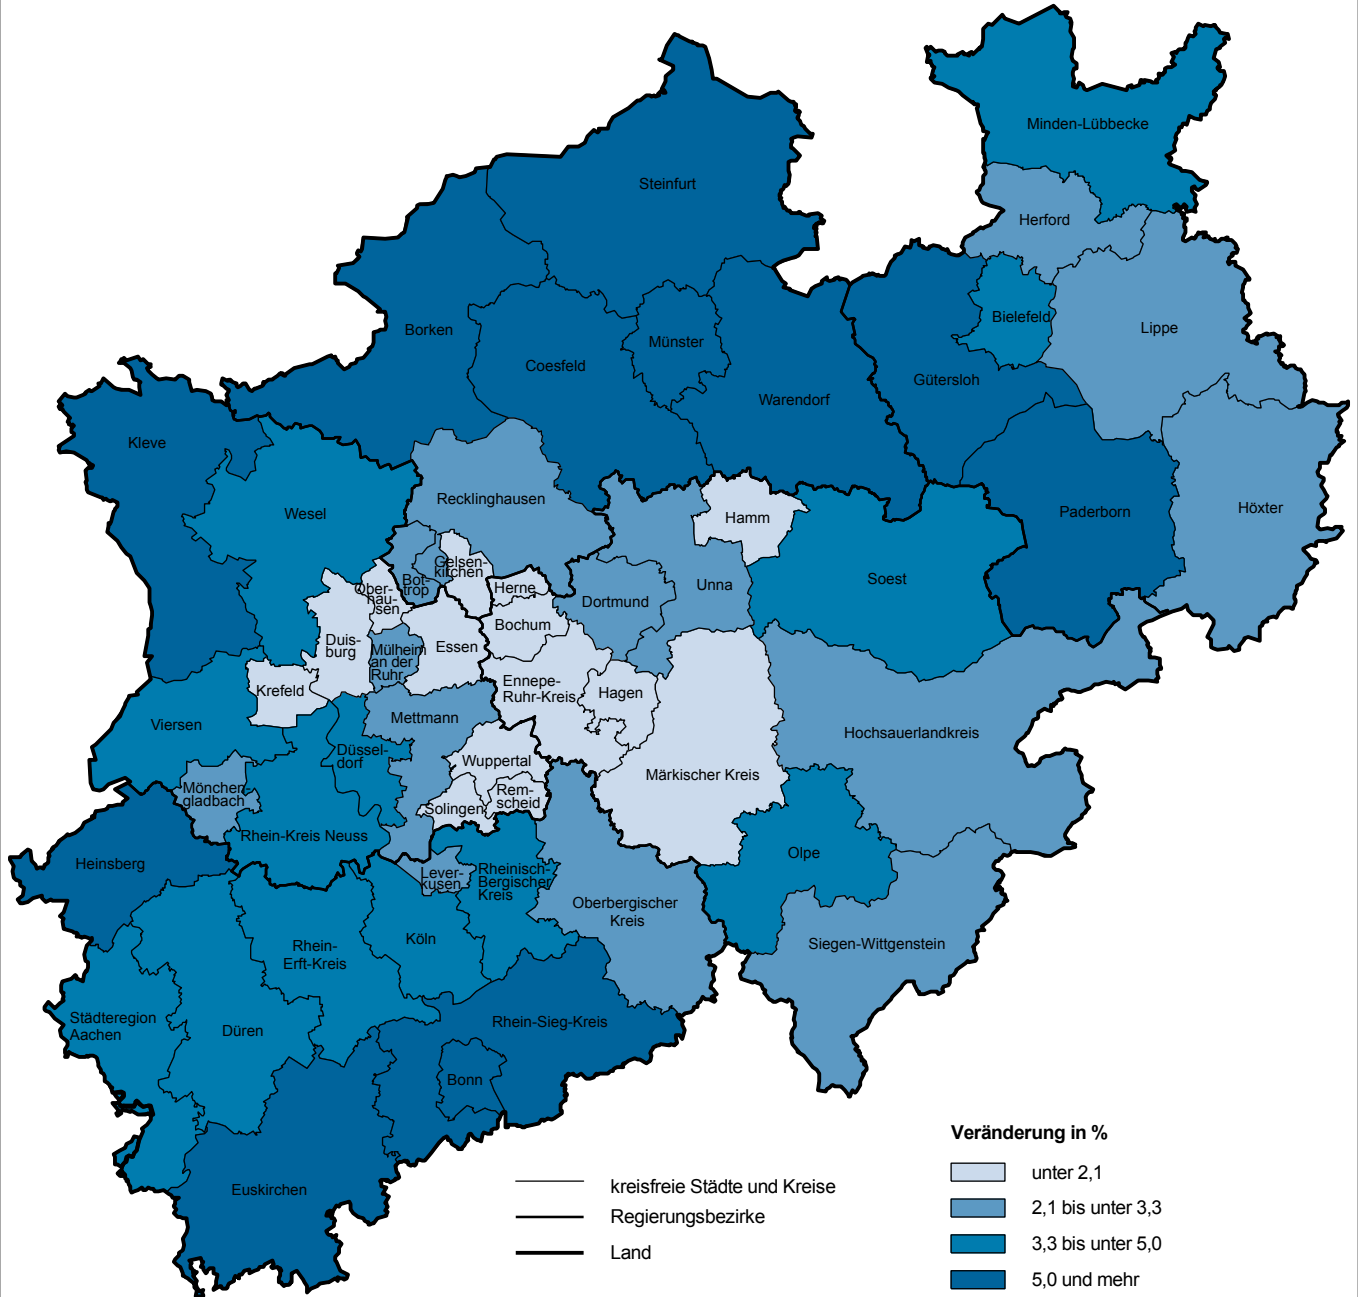 Minden-Lübbecke
Steinfurt
Herford
Bielefeld
Lippe
Borken
Münster
Coesfeld
Gütersloh
Warendorf
Kleve
Recklinghausen
Wesel
Hamm
Paderborn
Höxter
Gelsen-
kirchen
Bot-
trop
Ober-
hau-
sen
Herne
Unna
Soest
Dortmund
Bochum
Duis-
burg
Essen
Mülheim
an der
Ruhr
Krefeld
Ennepe-
Ruhr-Kreis
Hagen
Viersen
Mettmann
Hochsauerlandkreis
Düssel-
dorf
Wuppertal
Märkischer Kreis
Mönchen-
gladbach
Rem-
scheid
Solingen
Rhein-Kreis Neuss
Heinsberg
Olpe
Lever-
kusen
Rheinisch-
Bergischer
Kreis
Oberbergischer
Kreis
Köln
Siegen-Wittgenstein
Rhein-
Erft-Kreis
Städteregion
Aachen
Düren
Rhein-Sieg-Kreis
Bonn
Euskirchen
Veränderung in %
unter 2,1
2,1 bis unter 3,3
3,3 bis unter 5,0
5,0 und mehr
kreisfreie Städte und Kreise
Regierungsbezirke
Land